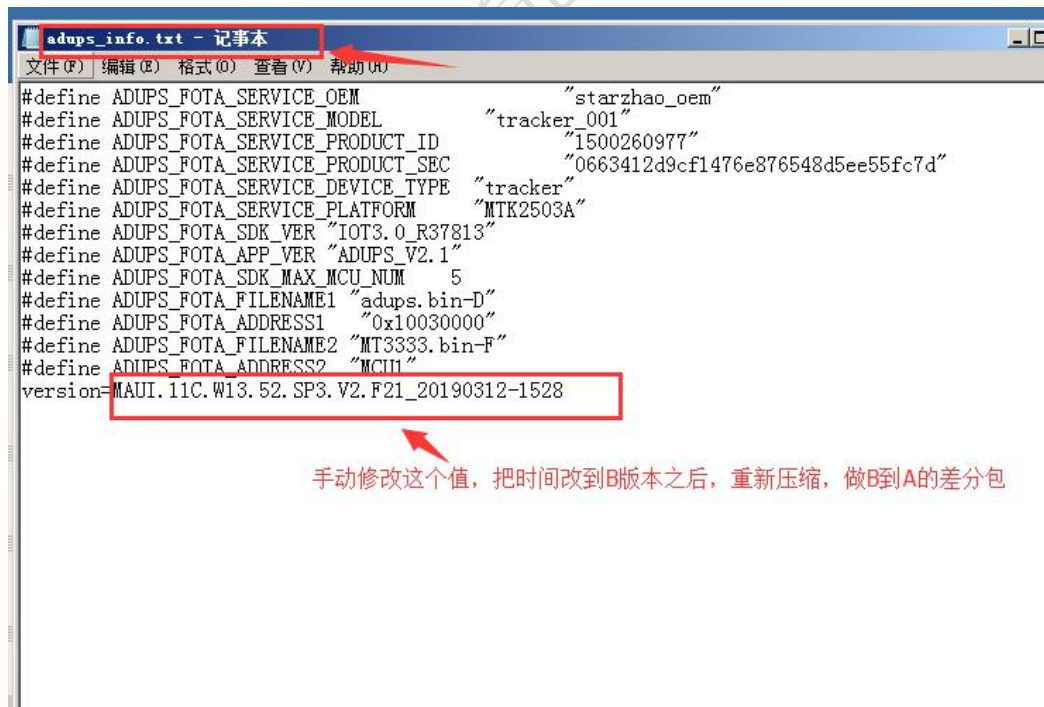 adups_info.txt - 记事本
文件(F) 编辑(E) 格式(O) 查看(V) 帮助(H)
#define ADUPS_FOTA_SERVICE_OEM "starzhao_oem"
#define ADUPS_FOTA_SERVICE_MODEL "tracker_001"
#define ADUPS_FOTA_SERVICE_PRODUCT_ID "1500260977"
#define ADUPS_FOTA_SERVICE_PRODUCT_SEC "0663412d9cf1476e876548d5ee55fc7d"
#define ADUPS_FOTA_SERVICE_DEVICE_TYPE "tracker"
#define ADUPS_FOTA_SERVICE_PLATFORM "MTK2503A"
#define ADUPS_FOTA_SDK_VER "IOT3.0_R37813"
#define ADUPS_FOTA_APP_VER "ADUPS_V2.1"
#define ADUPS_FOTA_SDK_MAX_MCU_NUM 5
#define ADUPS_FOTA_FILENAME1 "adups.bin-D"
#define ADUPS_FOTA_ADDRESS1 "0x10030000"
#define ADUPS_FOTA_FILENAME2 "MT3333.bin-F"
#define ADUPS_FOTA_ADDRESS2 "MCU1"
version=MAUI.11C.W13.52.SP3.V2.F21_20190312-1528
手动修改这个值，把时间改到B版本之后，重新压缩，做B到A的差分包